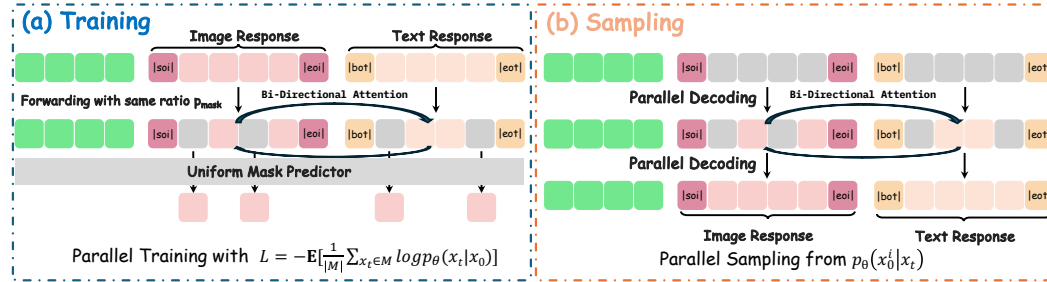 (a) Training
Image Response
Text Response
|soi| |eoi| |bot| |eot|
Forwarding with same ratio pmask
Bi-Directional Attention
|soi| |eoi| |bot| |eot|
Uniform Mask Predictor
Parallel Training with L = −E[1/|M| ∑xt∈M logpθ(xt|x0)]
(b) Sampling
|soi| |eoi| |bot| |eot|
Parallel Decoding
Bi-Directional Attention
|soi| |eoi| |bot| |eot|
Parallel Decoding
|soi| |eoi| |bot| |eot|
Image Response
Text Response
Parallel Sampling from pθ(x0^i|xt)